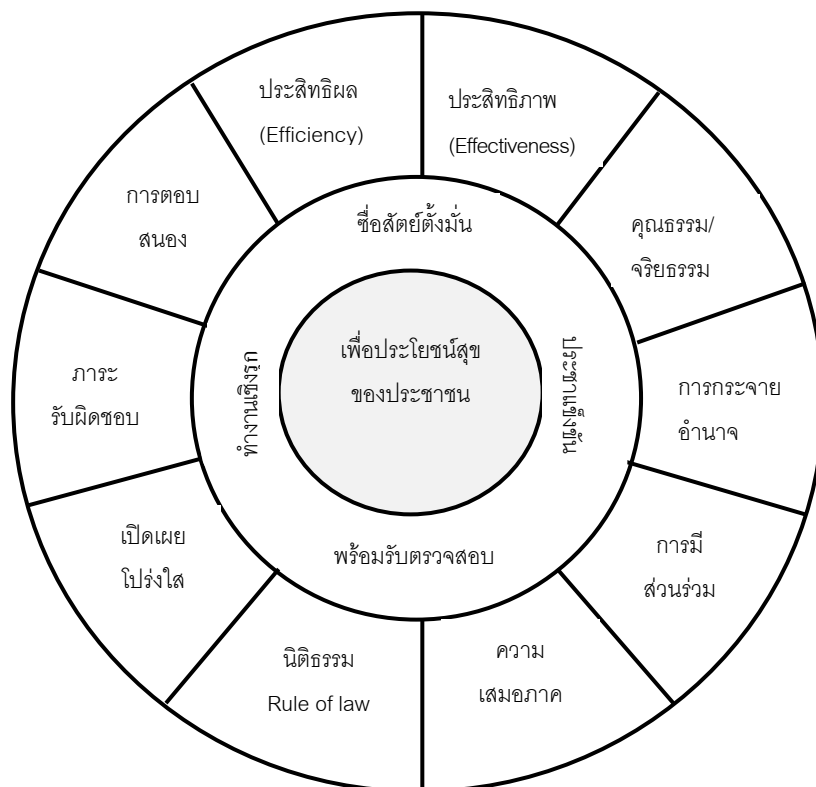 ประสิทธิผล
(Efficiency)
ประสิทธิภาพ
(Effectiveness)
การตอบ
สนอง
ซื่อสัตย์ตั้งมั่น
คุณธรรม/
จริยธรรม
ภาระ
รับผิดชอบ
ทำงานเชิงรุก
เพื่อประโยชน์สุข
ของประชาชน
ประชาแข็งขัน
การกระจาย
อำนาจ
เปิดเผย
โปร่งใส
พร้อมรับตรวจสอบ
การมี
ส่วนร่วม
นิติธรรม
Rule of law
ความ
เสมอภาค